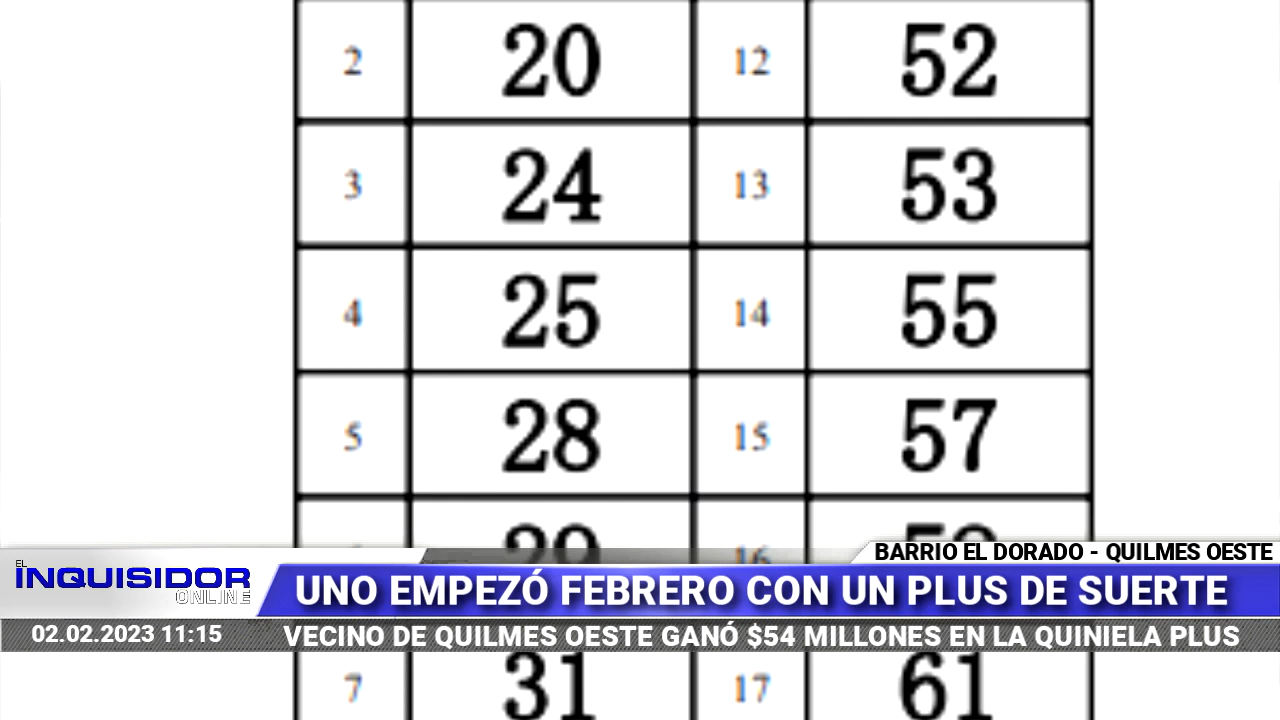 2 20 12 52
3 24 13 53
4 25 14 55
5 28 15 57
16
BARRIO EL DORADO - QUILMES OESTE
EL
INQUISIDOR
ONLINE
UNO EMPEZÓ FEBRERO CON UN PLUS DE SUERTE
02.02.2023 11:15
VECINO DE QUILMES OESTE GANÓ $54 MILLONES EN LA QUINIELA PLUS
7 31 17 61